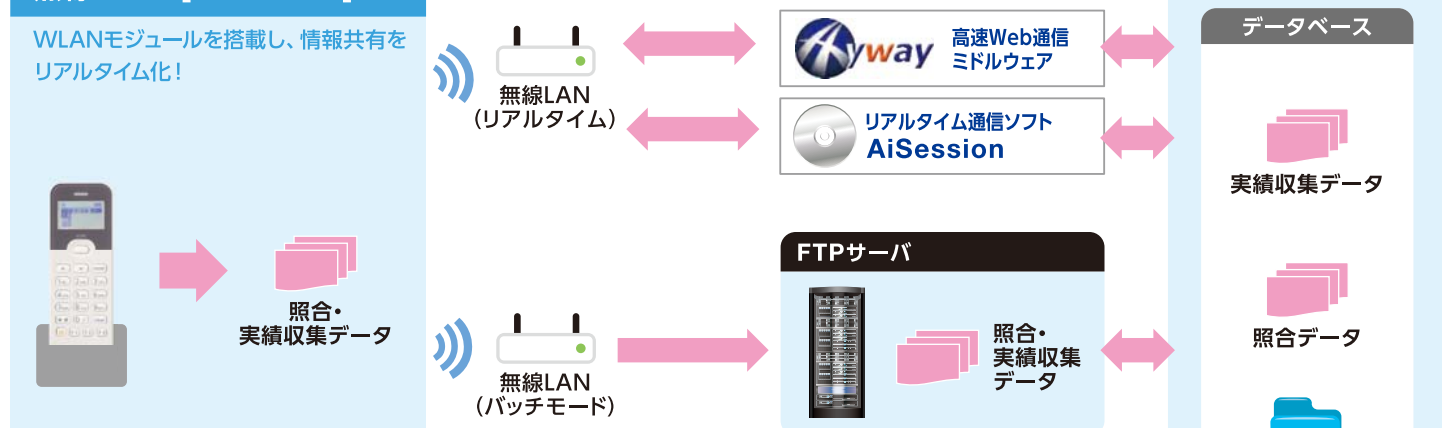 WLANモジュールを搭載し、情報共有を
リアルタイム化！
照合・
実績収集データ
無線LAN
（リアルタイム）
無線LAN
（バッチモード）
Ayway
高速Web通信
ミドルウェア
リアルタイム通信ソフト
AiSession
FTPサーバ
照合・
実績収集
データ
データベース
実績収集データ
照合データ